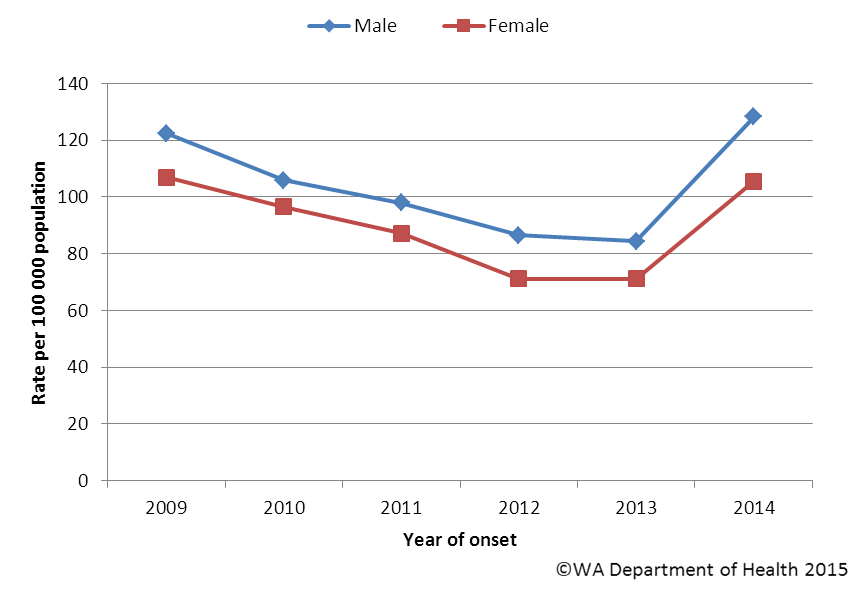 Male Female
140
120
100
80
60
40
20
0
Rate per 100 000 population
2009 2010 2011 2012 2013 2014
Year of onset
©WA Department of Health 2015